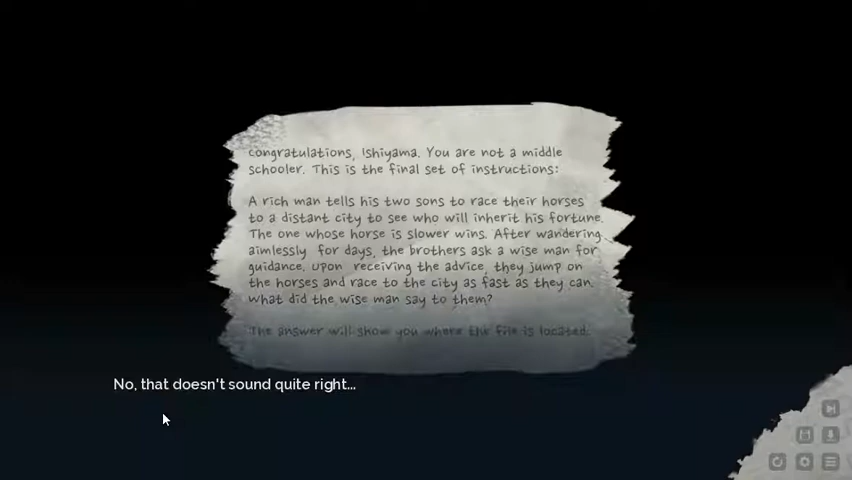 congratulations, Ishiyama. You are not a middle
schooler. This is the final set of instructions:
A rich man tells his two sons to race their horses
to a distant city to see who will inherit his fortune.
The one whose horse is slower wins. After wandering
aimlessly for days, the brothers ask a wise man for
guidance. Upon receiving the advice, they jump on
the horses and race to the city as fast as they can.
What did the wise man say to them?
The answer will show you where the file is located.
No, that doesn't sound quite right...